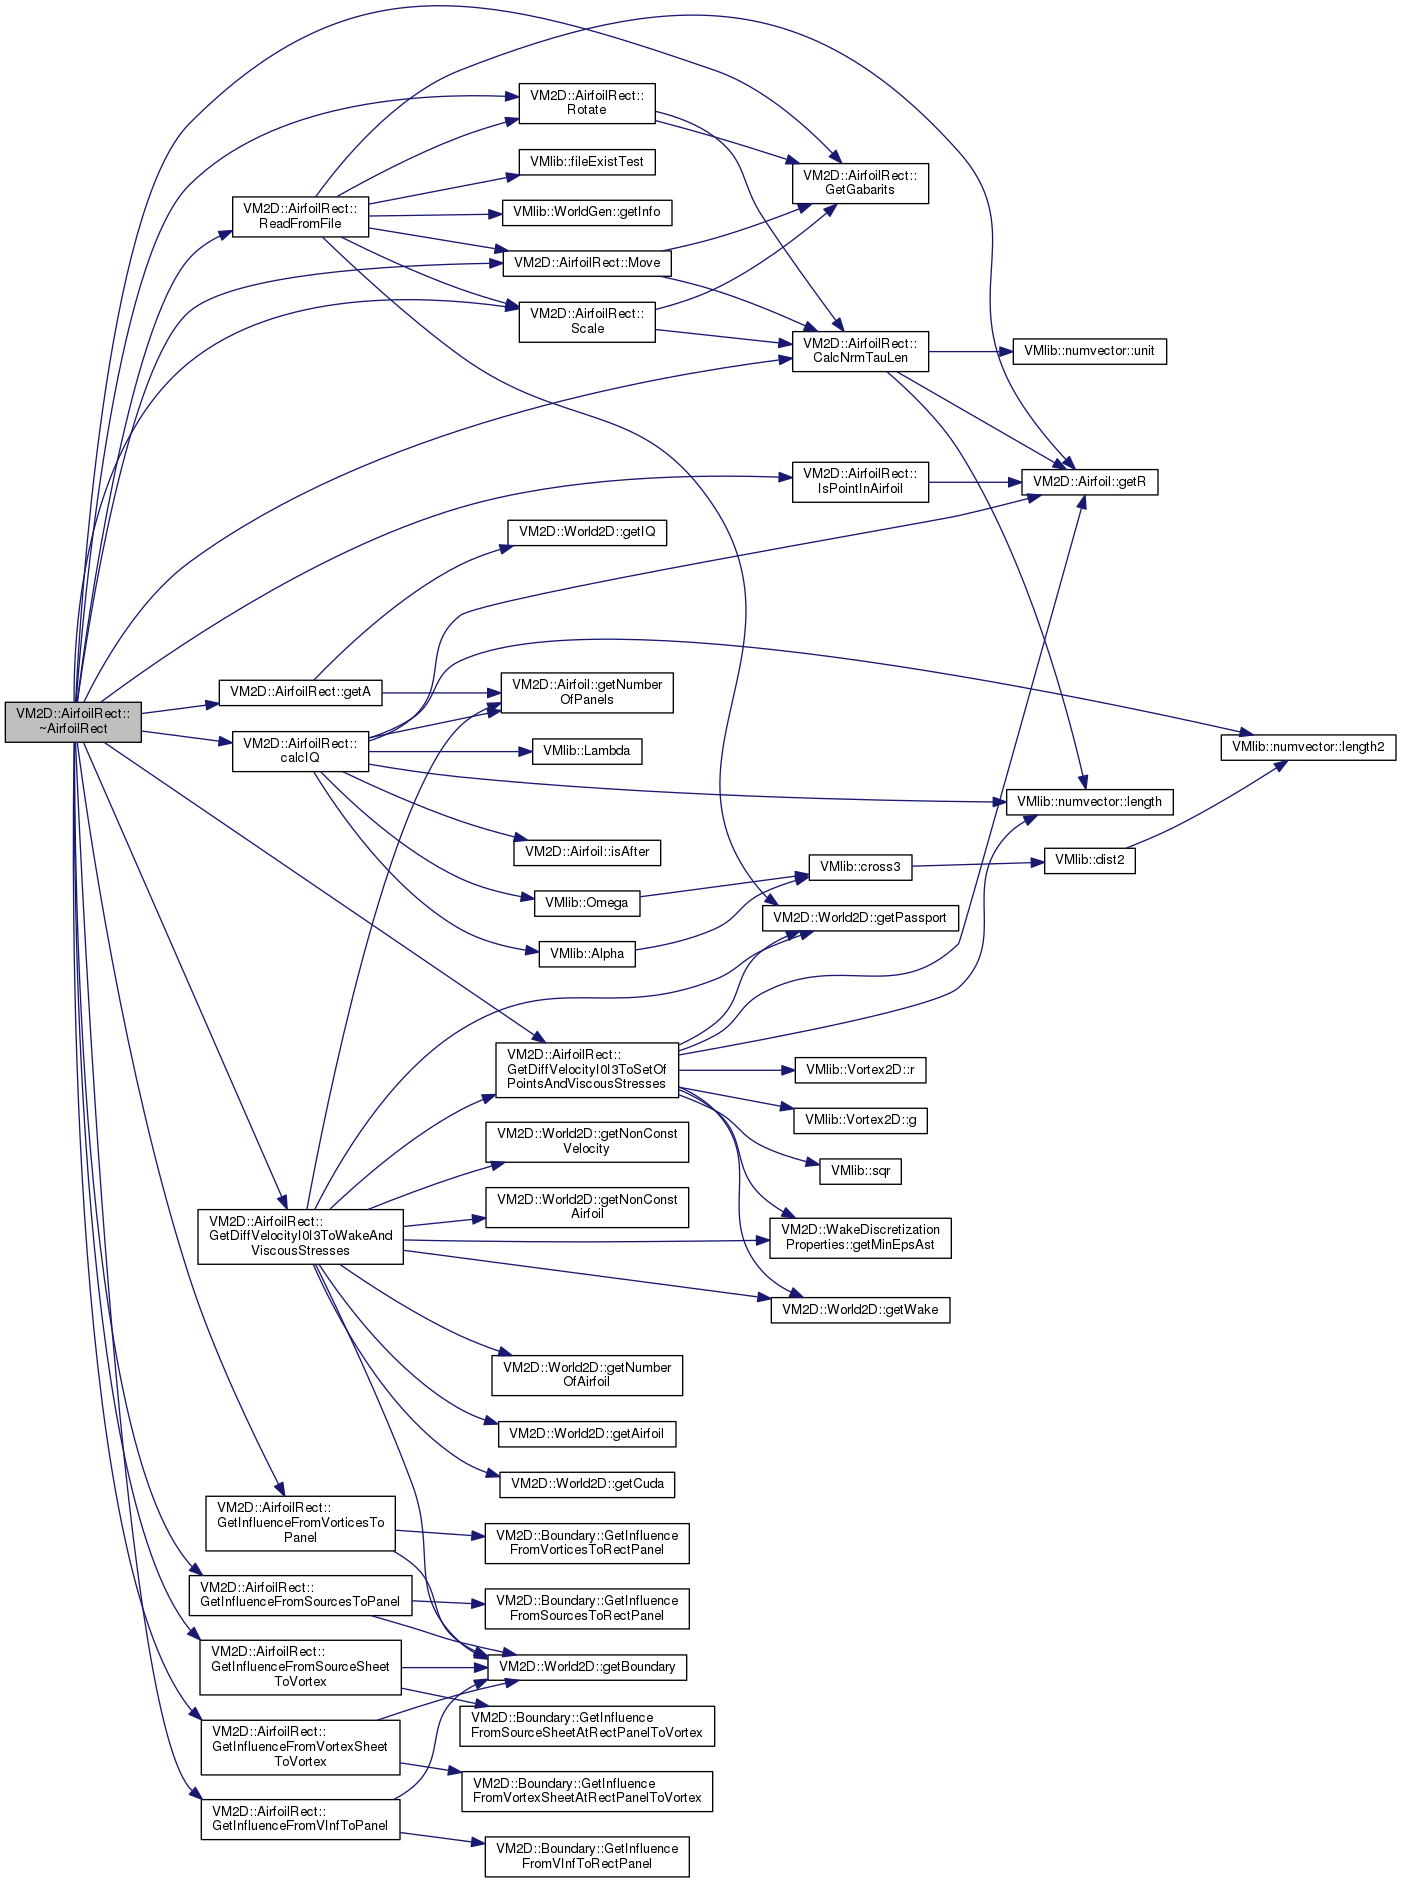 VM2D::AirfoilRect::
~AirfoilRect
VM2D::AirfoilRect::
ReadFromFile
VM2D::AirfoilRect::getA
VM2D::AirfoilRect::
calcIQ
VM2D::AirfoilRect::
GetDiffVelocityI0I3ToWakeAnd
ViscousStresses
VM2D::AirfoilRect::
GetInfluenceFromVorticesTo
Panel
VM2D::AirfoilRect::
GetInfluenceFromSourcesToPanel
VM2D::AirfoilRect::
GetInfluenceFromSourceSheet
ToVortex
VM2D::AirfoilRect::
GetInfluenceFromVortexSheet
ToVortex
VM2D::AirfoilRect::
GetInfluenceFromVInfToPanel
VM2D::AirfoilRect::
Rotate
VMlib::fileExistTest
VMlib::WorldGen::getInfo
VM2D::AirfoilRect::Move
VM2D::AirfoilRect::
Scale
VM2D::World2D::getIQ
VM2D::Airfoil::getNumber
OfPanels
VMlib::Lambda
VM2D::Airfoil::isAfter
VMlib::Omega
VMlib::Alpha
VM2D::AirfoilRect::
GetDiffVelocityI0I3ToSetOf
PointsAndViscousStresses
VM2D::World2D::getNonConst
Velocity
VM2D::World2D::getNonConst
Airfoil
VM2D::World2D::getNumber
OfAirfoil
VM2D::World2D::getAirfoil
VM2D::World2D::getCuda
VM2D::Boundary::GetInfluence
FromVorticesToRectPanel
VM2D::Boundary::GetInfluence
FromSourcesToRectPanel
VM2D::World2D::getBoundary
VM2D::Boundary::GetInfluence
FromSourceSheetAtRectPanelToVortex
VM2D::Boundary::GetInfluence
FromVortexSheetAtRectPanelToVortex
VM2D::Boundary::GetInfluence
FromVInfToRectPanel
VM2D::AirfoilRect::
GetGabarits
VM2D::AirfoilRect::
CalcNrmTauLen
VM2D::AirfoilRect::
IsPointInAirfoil
VMlib::cross3
VM2D::World2D::getPassport
VMlib::Vortex2D::r
VMlib::Vortex2D::g
VMlib::sqr
VM2D::WakeDiscretization
Properties::getMinEpsAst
VM2D::World2D::getWake
VMlib::numvector::unit
VM2D::Airfoil::getR
VMlib::numvector::length
VMlib::dist2
VMlib::numvector::length2